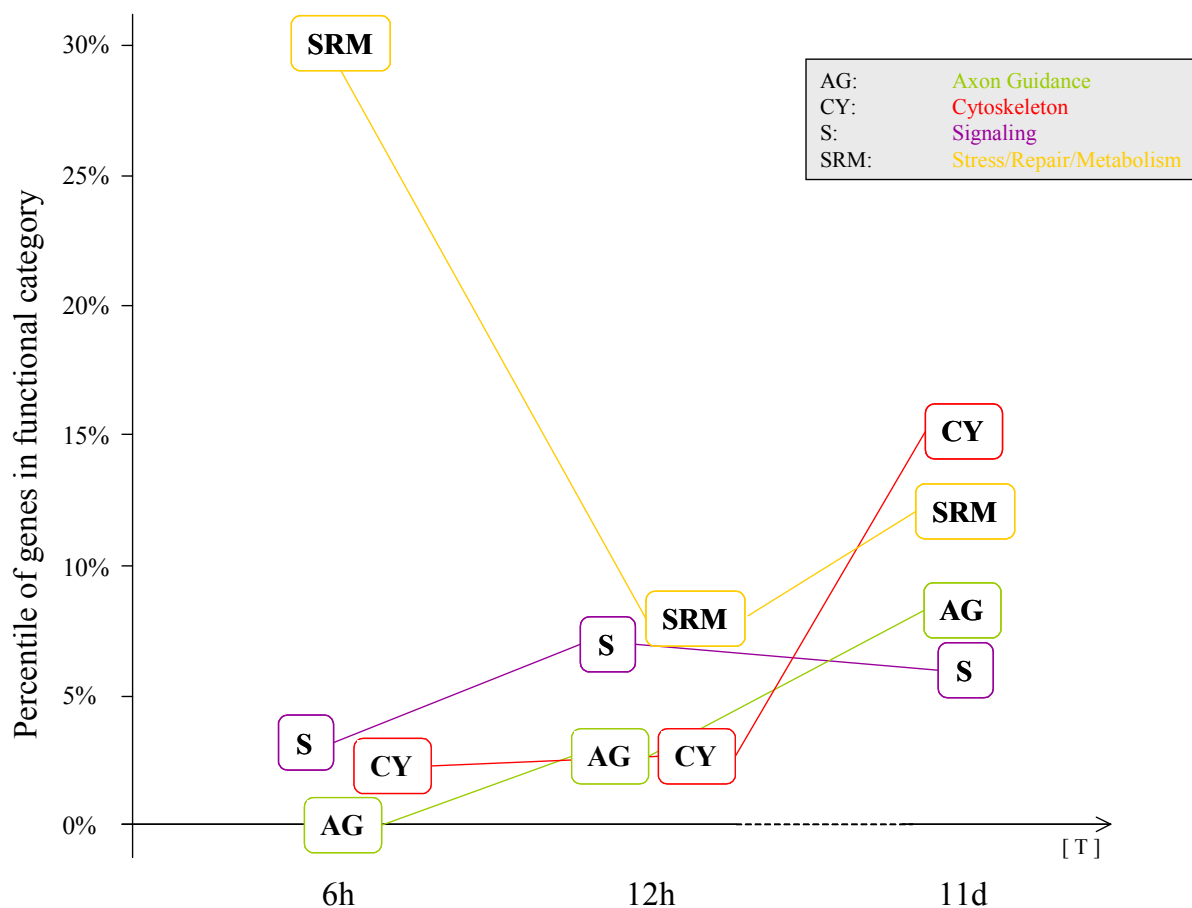 Percentile of genes in functional category
30%
25%
20%
15%
10%
5%
0%
AG: Axon Guidance
CY: Cytoskeleton
S: Signaling
SRM: Stress/Repair/Metabolism
SRM
S
CY
AG
S
SRM
AG
CY
CY
SRM
AG
S
[ T ]
6h 12h 11d